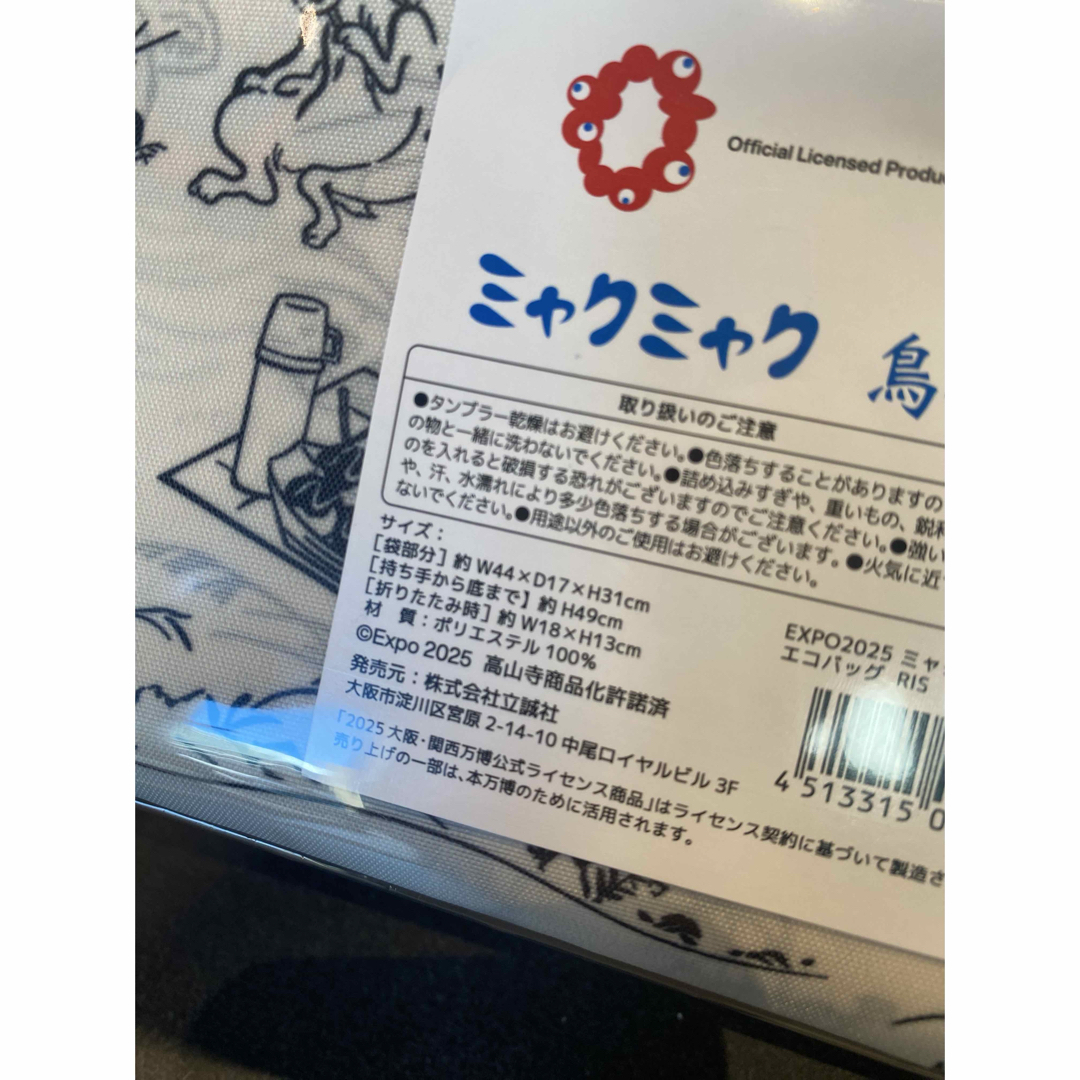 Official Licensed Produ
ミャクミャク 鳥
取り扱いのご注意
●タンブラー乾燥はお避けください。●色落ちすることがありますの
の物と一緒に洗わないでください。●詰め込みすぎや、重いもの、鋭利
のを入れると破損する恐れがございますのでご注意ください。●強い
や、汗、水濡れにより多少色落ちする場合がございます。●火気に近
ないでください。●用途以外のご使用はお避けください。
サイズ：
［袋部分］約 W44×D17×H31cm
［持ち手から底まで］約 H49cm
［折りたたみ時］約 W18×H13cm
材 質：ポリエステル 100%
©Expo 2025 高山寺商品化許諾済
発売元：株式会社立誠社
大阪市淀川区宮原 2-14-10 中尾ロイヤルビル 3F
「2025 大阪・関西万博公式ライセンス商品」はライセンス契約に基づいて製造さ
売り上げの一部は、本万博のために活用されます。
EXPO2025 ミャ
エコバッグ RIS
4 513315 0